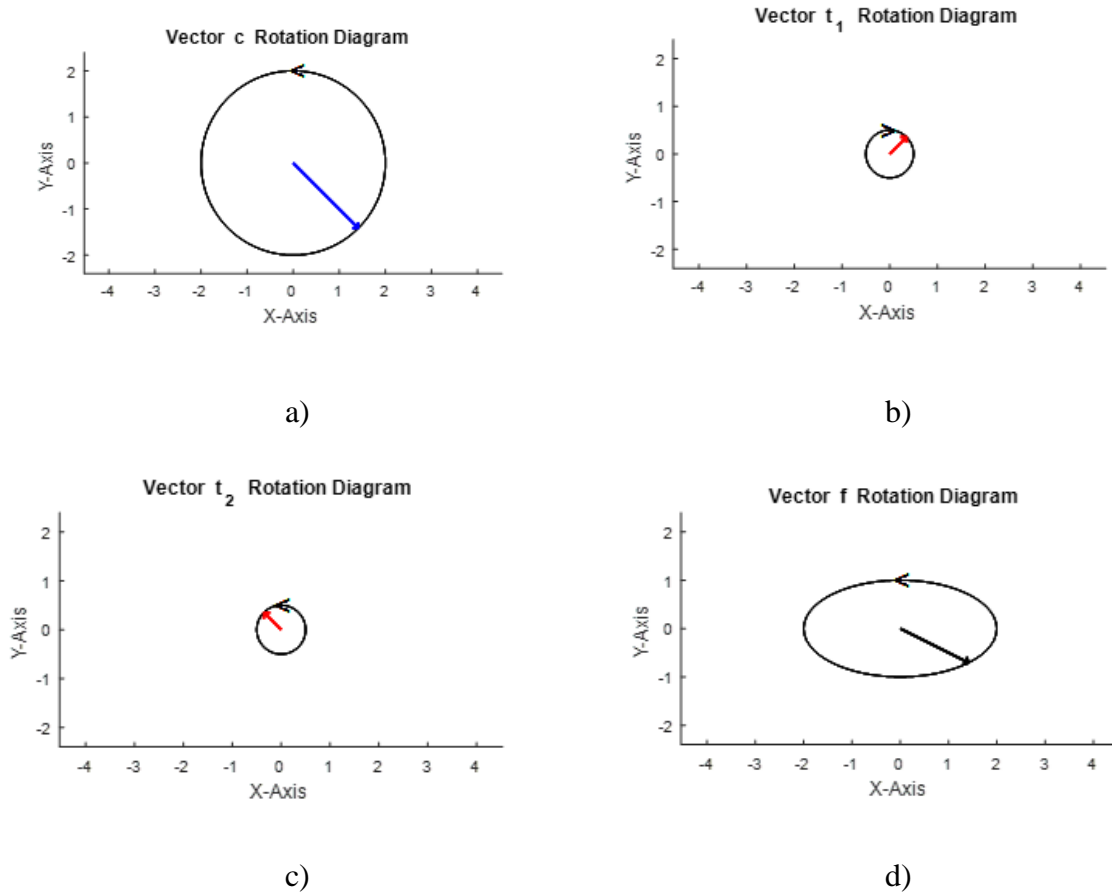 Vector c Rotation Diagram
2
1
0
-1
-2
Y-Axis
-4 -3 -2 -1 0 1 2 3 4
X-Axis
a)
Vector t1 Rotation Diagram
2
1
0
-1
-2
Y-Axis
-4 -3 -2 -1 0 1 2 3 4
X-Axis
b)
Vector t2 Rotation Diagram
2
1
0
-1
-2
Y-Axis
-4 -3 -2 -1 0 1 2 3 4
X-Axis
c)
Vector f Rotation Diagram
2
1
0
-1
-2
Y-Axis
-4 -3 -2 -1 0 1 2 3 4
X-Axis
d)